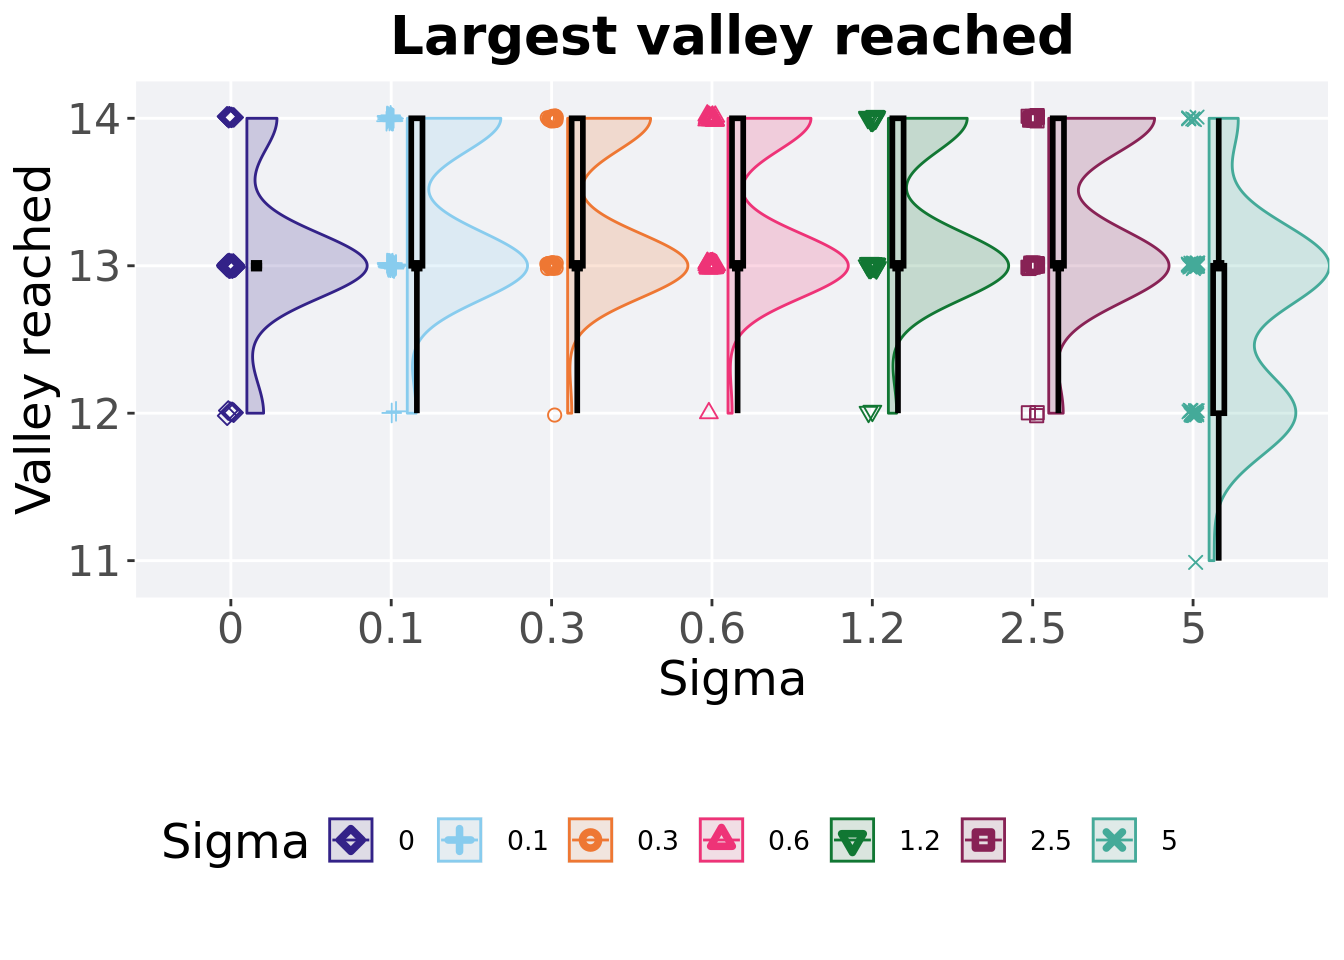 Largest valley reached
Valley reached
14
13
12
11
0 0.1 0.3 0.6 1.2 2.5 5
Sigma
Sigma 0 0.1 0.3 0.6 1.2 2.5 5